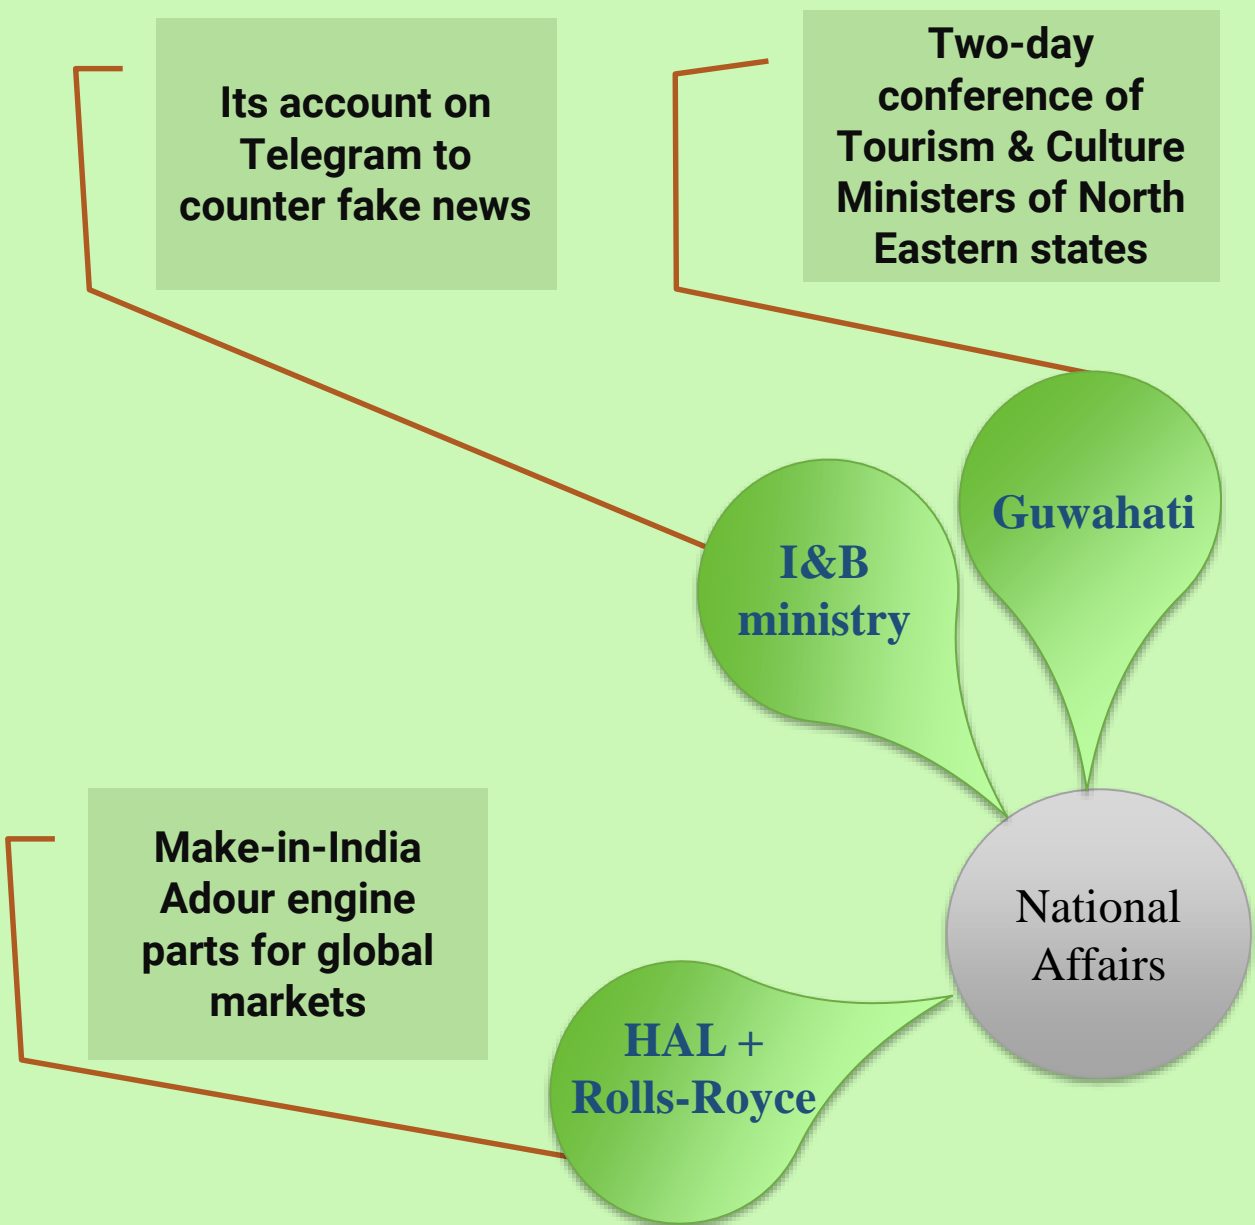 Its account on
Telegram to
counter fake news
Two-day
conference of
Tourism & Culture
Ministers of North
Eastern states
Guwahati
I&B
ministry
Make-in-India
Adour engine
parts for global
markets
National
Affairs
HAL +
Rolls-Royce